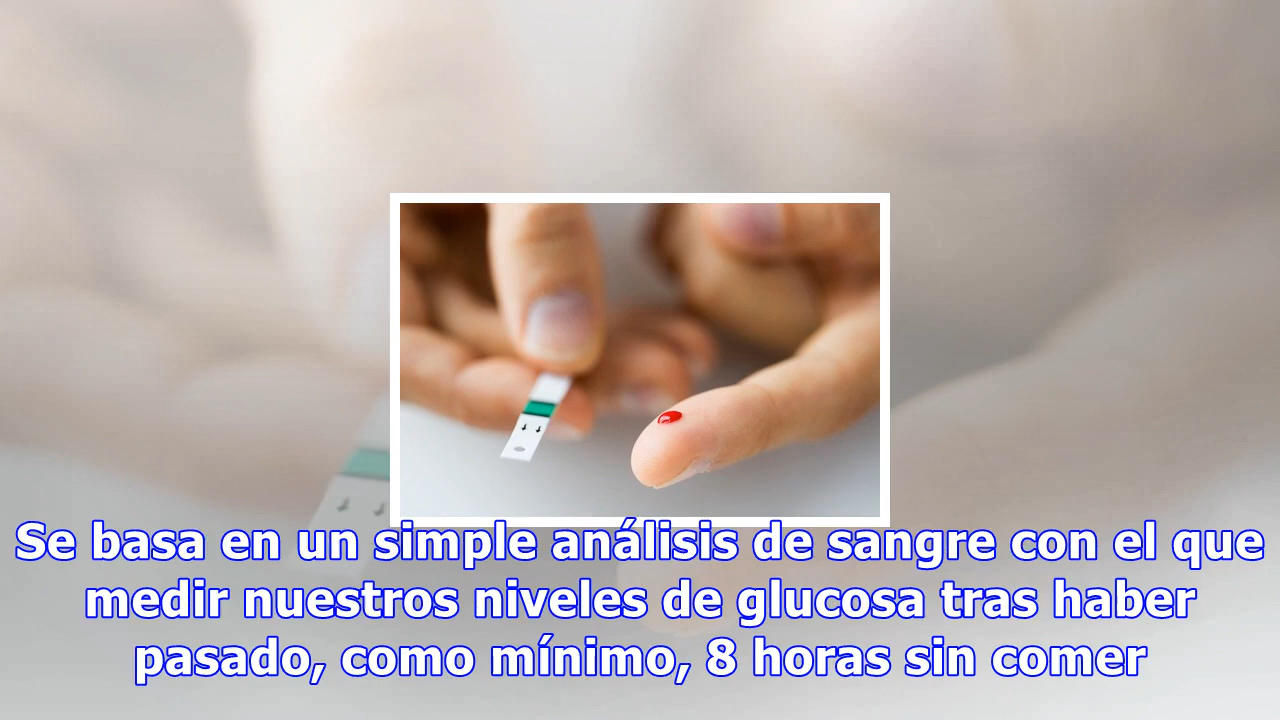 Se basa en un simple análisis de sangre con el que
medir nuestros niveles de glucosa tras haber
pasado, como mínimo, 8 horas sin comer